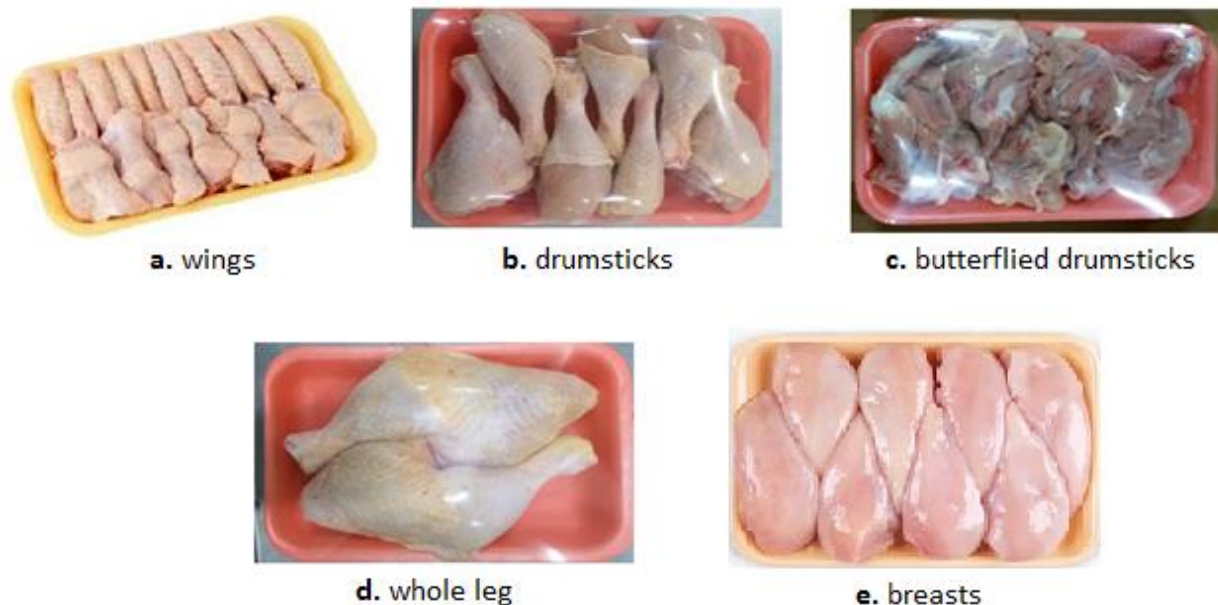 a. wings
b. drumsticks
c. butterflied drumsticks
d. whole leg
e. breasts